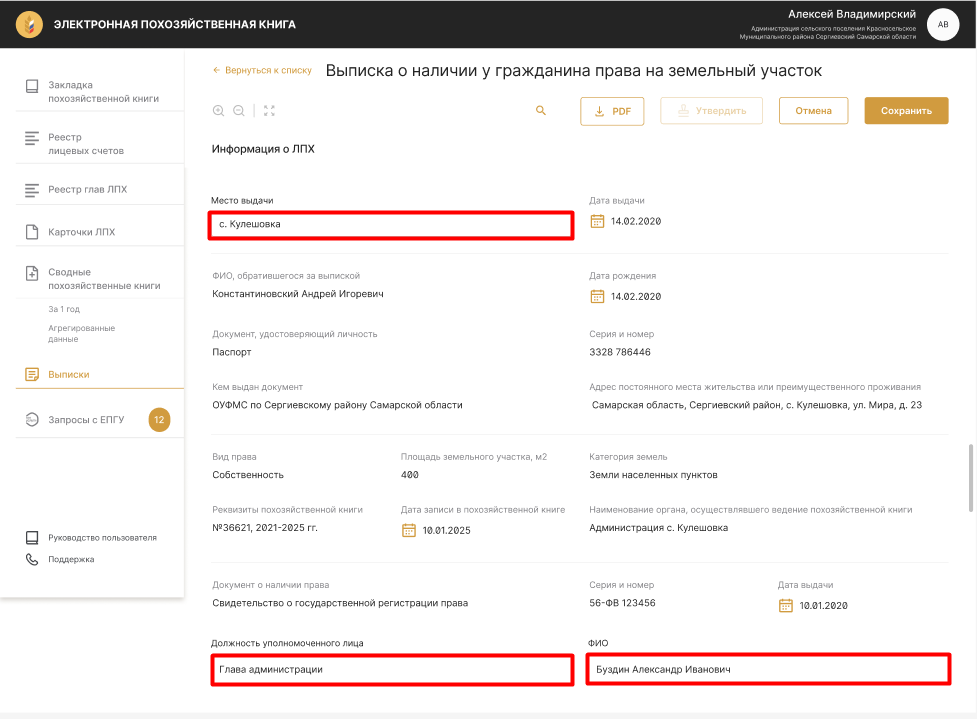 ЭЛЕКТРОННАЯ ПОХОЗЯЙСТВЕННАЯ КНИГА
Алексей Владимирский
Администрация сельского поселения Красносельское
Муниципального района Сергиевский Самарской области
АВ
Закладка
похозяйственной книги
Реестр
лицевых счетов
Реестр глав ЛПХ
Карточки ЛПХ
Сводные
похозяйственные книги
За 1 год
Агрегированные
данные
Выписки
Запросы с ЕПГУ 12
Руководство пользователя
Поддержка
← Вернуться к списку Выписка о наличии у гражданина права на земельный участок
PDF Утвердить Отмена Сохранить
Информация о ЛПХ
Место выдачи Дата выдачи
с. Кулешовка 14.02.2020
ФИО, обратившегося за выпиской Дата рождения
Константиновский Андрей Игоревич 14.02.2020
Документ, удостоверяющий личность Серия и номер
Паспорт 3328 786446
Кем выдан документ Адрес постоянного места жительства или преимущественного проживания
ОУФМС по Сергиевскому району Самарской области Самарская область, Сергиевский район, с. Кулешовка, ул. Мира, д. 23
Вид права Площадь земельного участка, м2 Категория земель
Собственность 400 Земли населенных пунктов
Реквизиты похозяйственной книги Дата записи в похозяйственной книге Наименование органа, осуществлявшего ведение похозяйственной книги
№36621, 2021-2025 гг. 10.01.2025 Администрация с. Кулешовка
Документ о наличии права Серия и номер Дата выдачи
Свидетельство о государственной регистрации права 56-ФВ 123456 10.01.2020
Должность уполномоченного лица ФИО
Глава администрации Буздин Александр Иванович